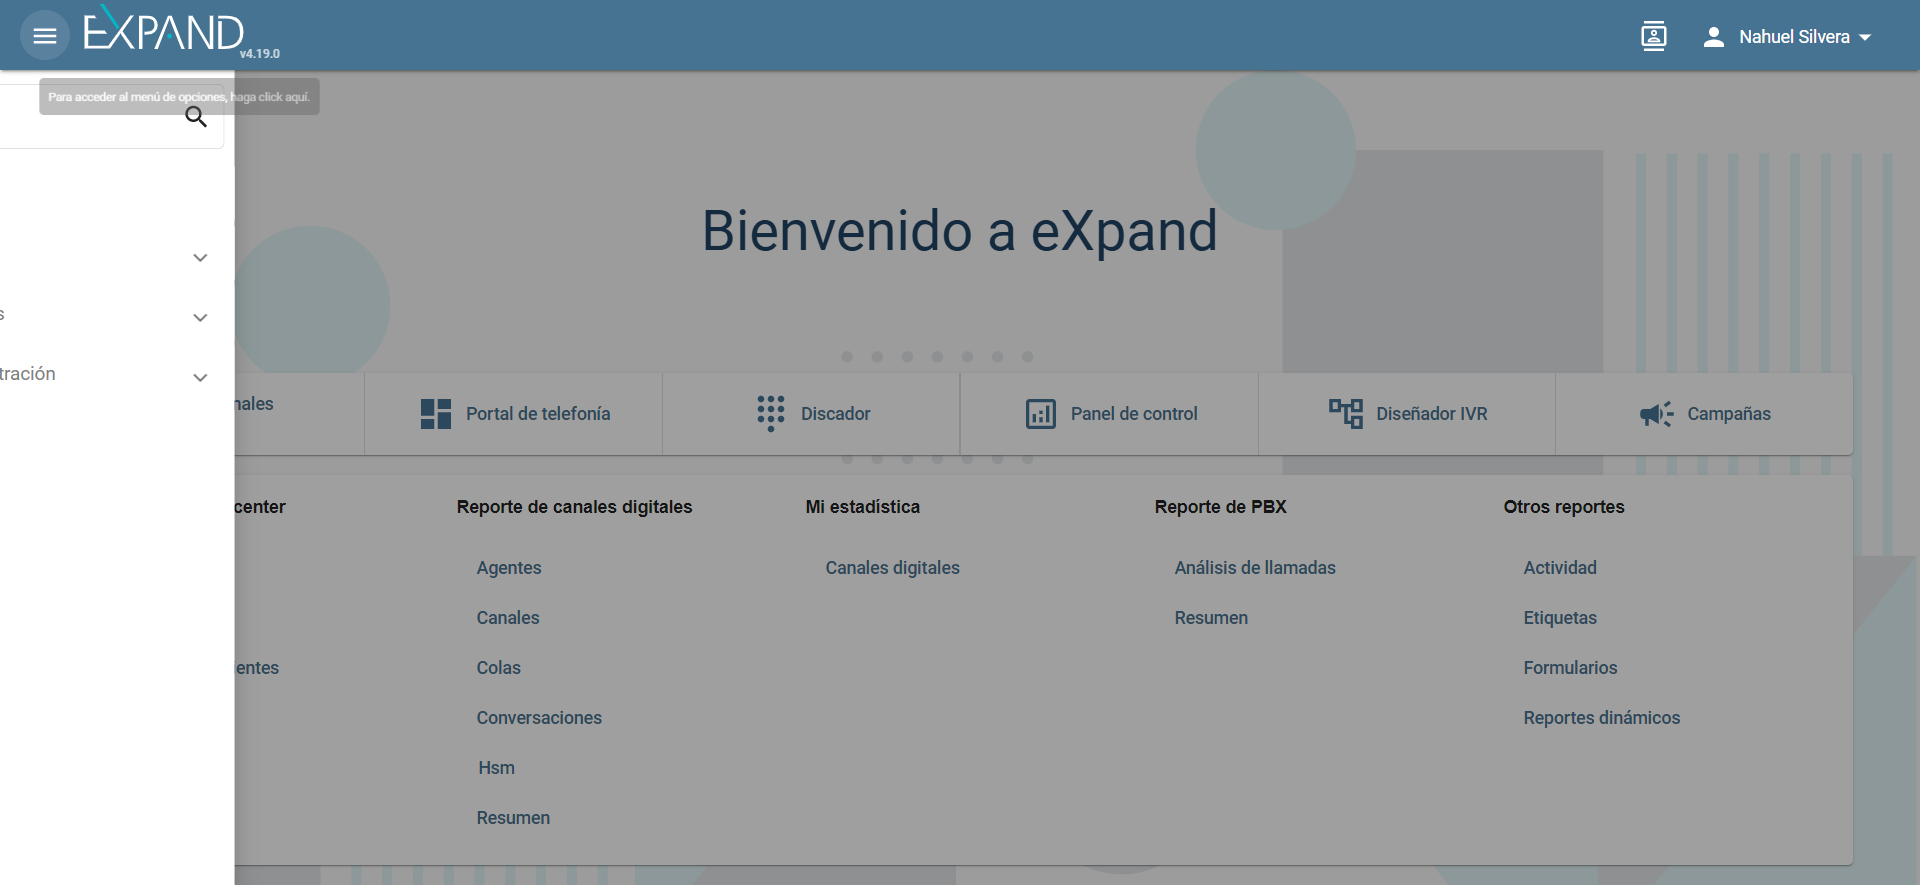 EXPAND
v4.19.0
Nahuel Silvera
Para acceder al menú de opciones, haga click aquí.
Bienvenido a eXpand
s
tración
nales
Portal de telefonía
Discador
Panel de control
Diseñador IVR
Campañas
center
Reporte de canales digitales
Mi estadística
Reporte de PBX
Otros reportes
Agentes
Canales digitales
Análisis de llamadas
Actividad
Canales
Resumen
Etiquetas
ientes
Colas
Formularios
Conversaciones
Reportes dinámicos
Hsm
Resumen